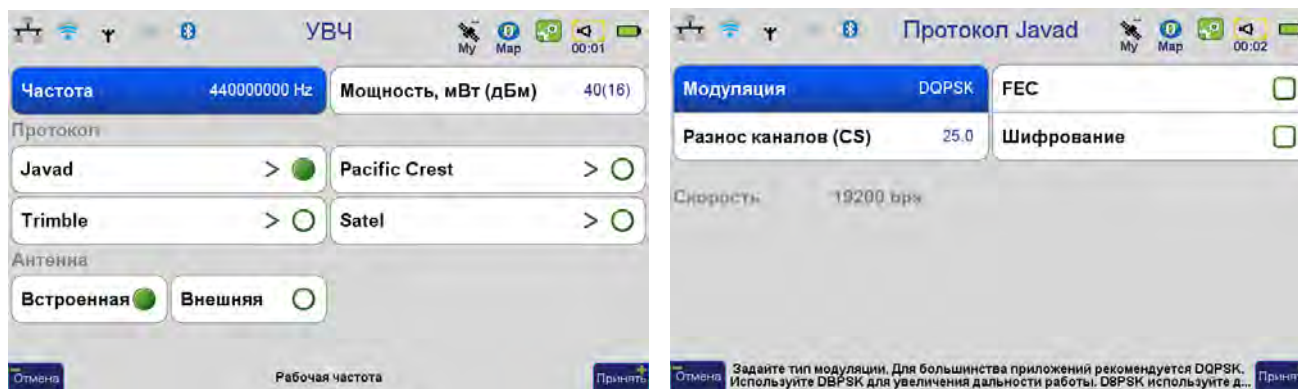 УВЧ
My
Map
00:01
Частота 440000000 Hz
Мощность, мВт (дБм) 40(16)
Протокол
Javad >
Pacific Crest >
Trimble >
Satel >
Антенна
Встроенная
Внешняя
Отмена
Рабочая частота
Принять
Протокол Javad
My
Map
00:02
Модуляция DQPSK
FEC
Разнос каналов (CS) 25.0
Шифрование
Скорость 19200 bps
Отмена
Задайте тип модуляции. Для большинства приложений рекомендуется DQPSK.
Используйте DBPSK для увеличения дальности работы. D8PSK используйте д...
Принят